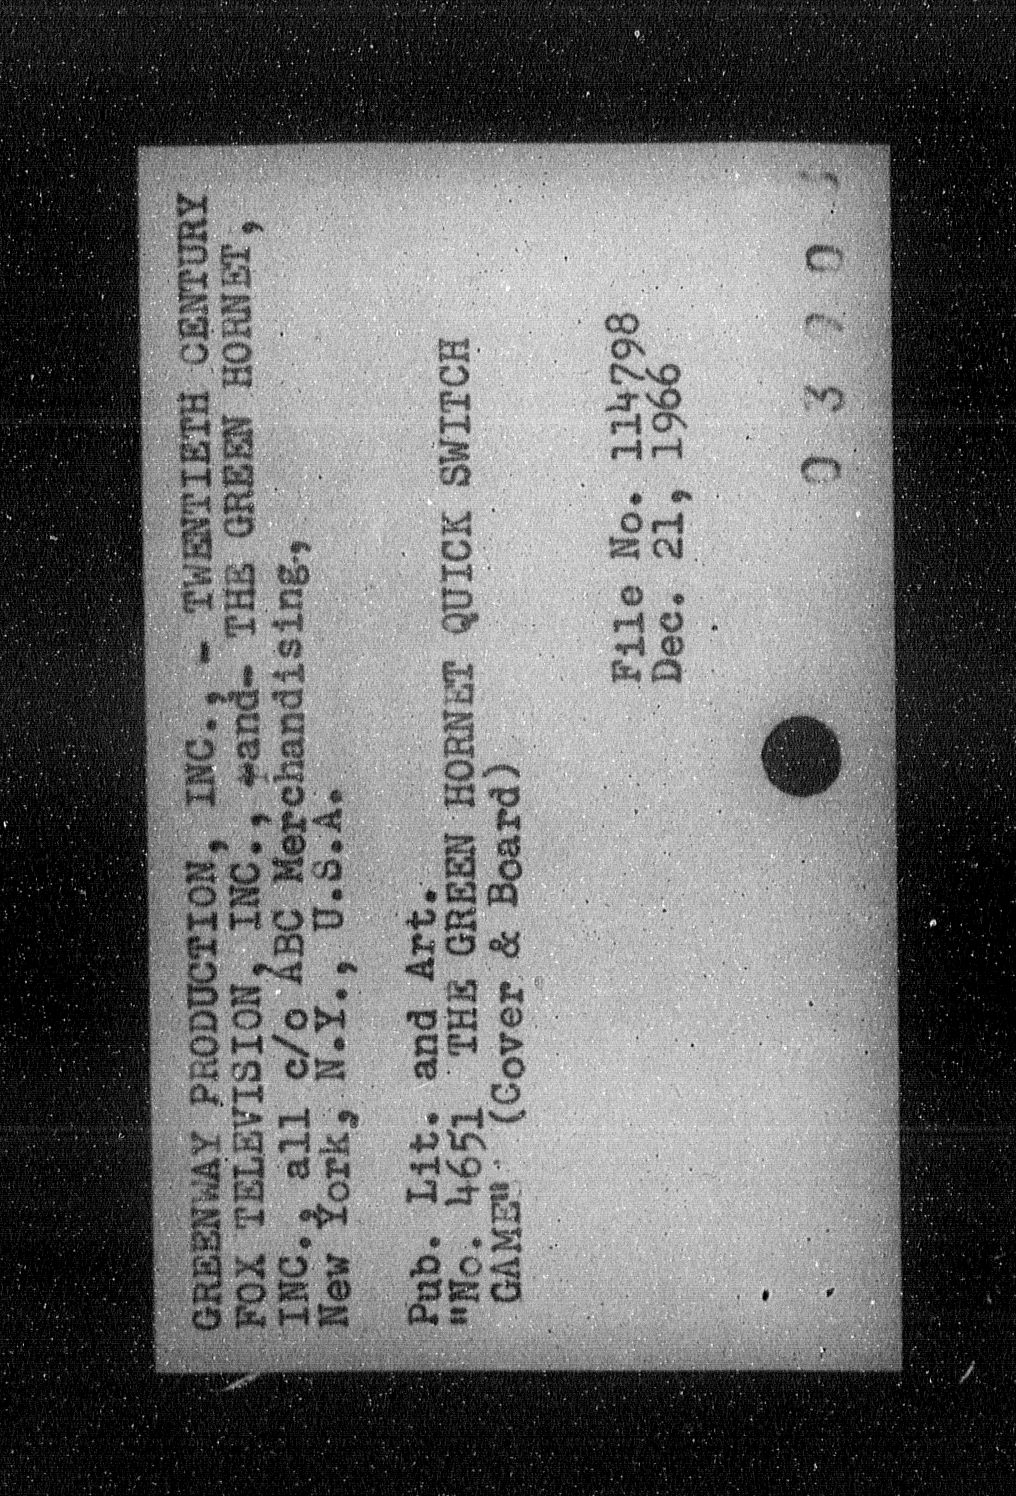 GREENWAY PRODUCTION, INC., - TWENTIETH CENTURY
FOX TELEVISION, INC., -and- THE GREEN HORNET,
INC., all c/o ABC Merchandising.,
New York, N.Y., U.S.A.
Pub. Lit. and Art.
"No. 4651 THE GREEN HORNET QUICK SWITCH
GAME" (Cover & Board)
File No. 114798
Dec. 21, 1966